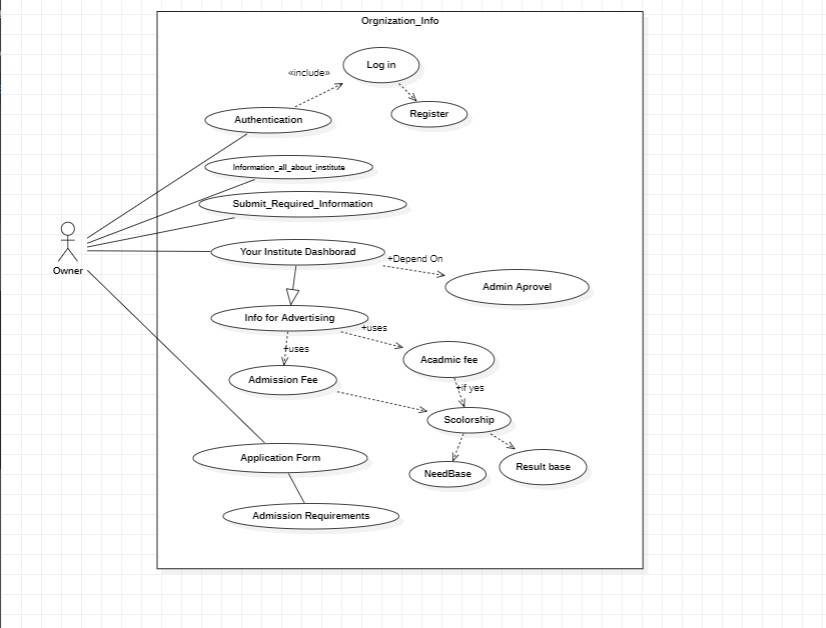 Orgnization_Info
«include»
Log in
Register
Authentication
Information_all_about_institute
Submit_Required_Information
Your Institute Dashborad
+Depend On
Owner
Admin Aprovel
Info for Advertising
+uses
+uses
Acadmic fee
Admission Fee
+if yes
Scolorship
Application Form
NeedBase
Result base
Admission Requirements